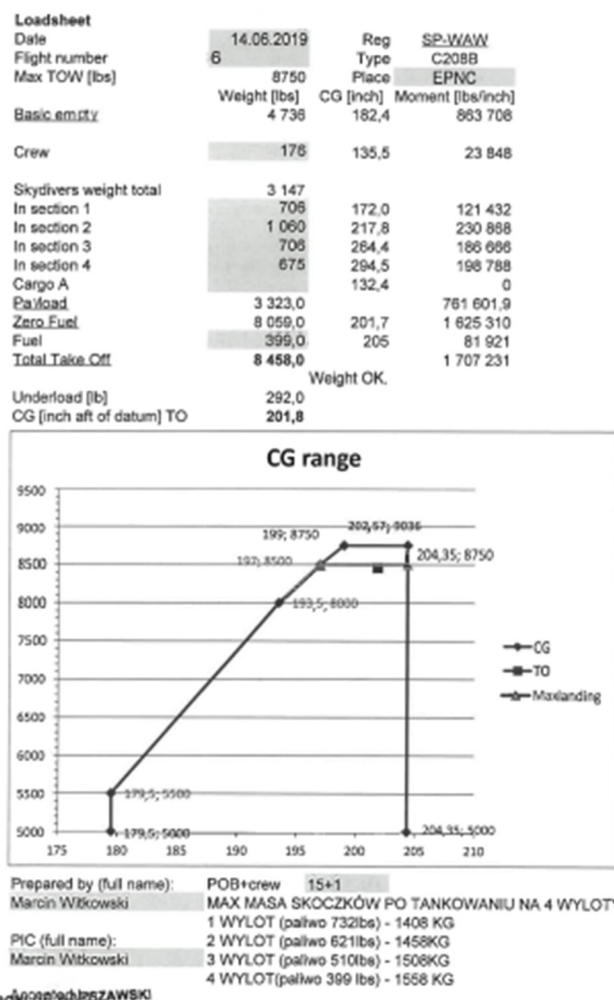 Loadsheet
Date 14.06.2019 Reg SP-WAW
Flight number 6 Type C208B
Max TOW [lbs] 8750 Place EPNC
Weight [lbs] CG [inch] Moment [lbs/inch]
Basic empty 4 736 182,4 863 708
Crew 176 135,5 23 848
Skydivers weight total 3 147
In section 1 706 172,0 121 432
In section 2 1 060 217,8 230 868
In section 3 706 264,4 186 666
In section 4 675 294,5 198 788
Cargo A 132,4 0
Payload 3 323,0 761 601,9
Zero Fuel 8 059,0 201,7 1 625 310
Fuel 399,0 205 81 921
Total Take Off 8 458,0 1 707 231
Weight OK.
Underload [lb] 292,0
CG [inch aft of datum] TO 201,8
CG range
9500
9000
8500
8000
7500
7000
6500
6000
5500
5000
175 180 185 190 195 200 205 210
202,57; 9036
199; 8750
204,35; 8750
197; 8500
193,5; 8000
179,5; 5500
179,5; 5000
204,35; 5000
CG
TO
Maxlanding
Prepared by (full name): POB+crew 15+1
Marcin Witkowski MAX MASA SKOCZKÓW PO TANKOWANIU NA 4 WYLOTY
1 WYLOT (paliwo 732lbs) - 1408 KG
PIC (full name): 2 WYLOT (paliwo 621lbs) - 1458KG
Marcin Witkowski 3 WYLOT (paliwo 510lbs) - 1508KG
4 WYLOT(paliwo 399 lbs) - 1558 KG